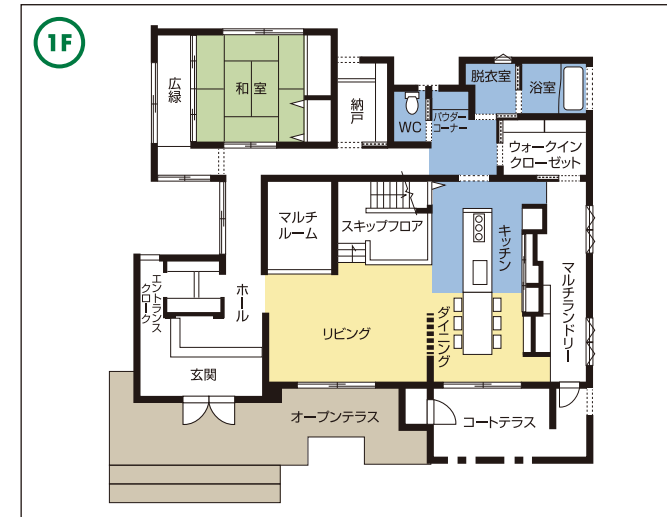 1F
広縁
和室
納戸
WC
パウダー
コーナー
脱衣室
浴室
ウォークイン
クローゼット
マルチ
ルーム
スキップフロア
キッチン
マルチランドリー
エントランス
クローク
ホール
リビング
ダイニング
玄関
オープンテラス
コートテラス